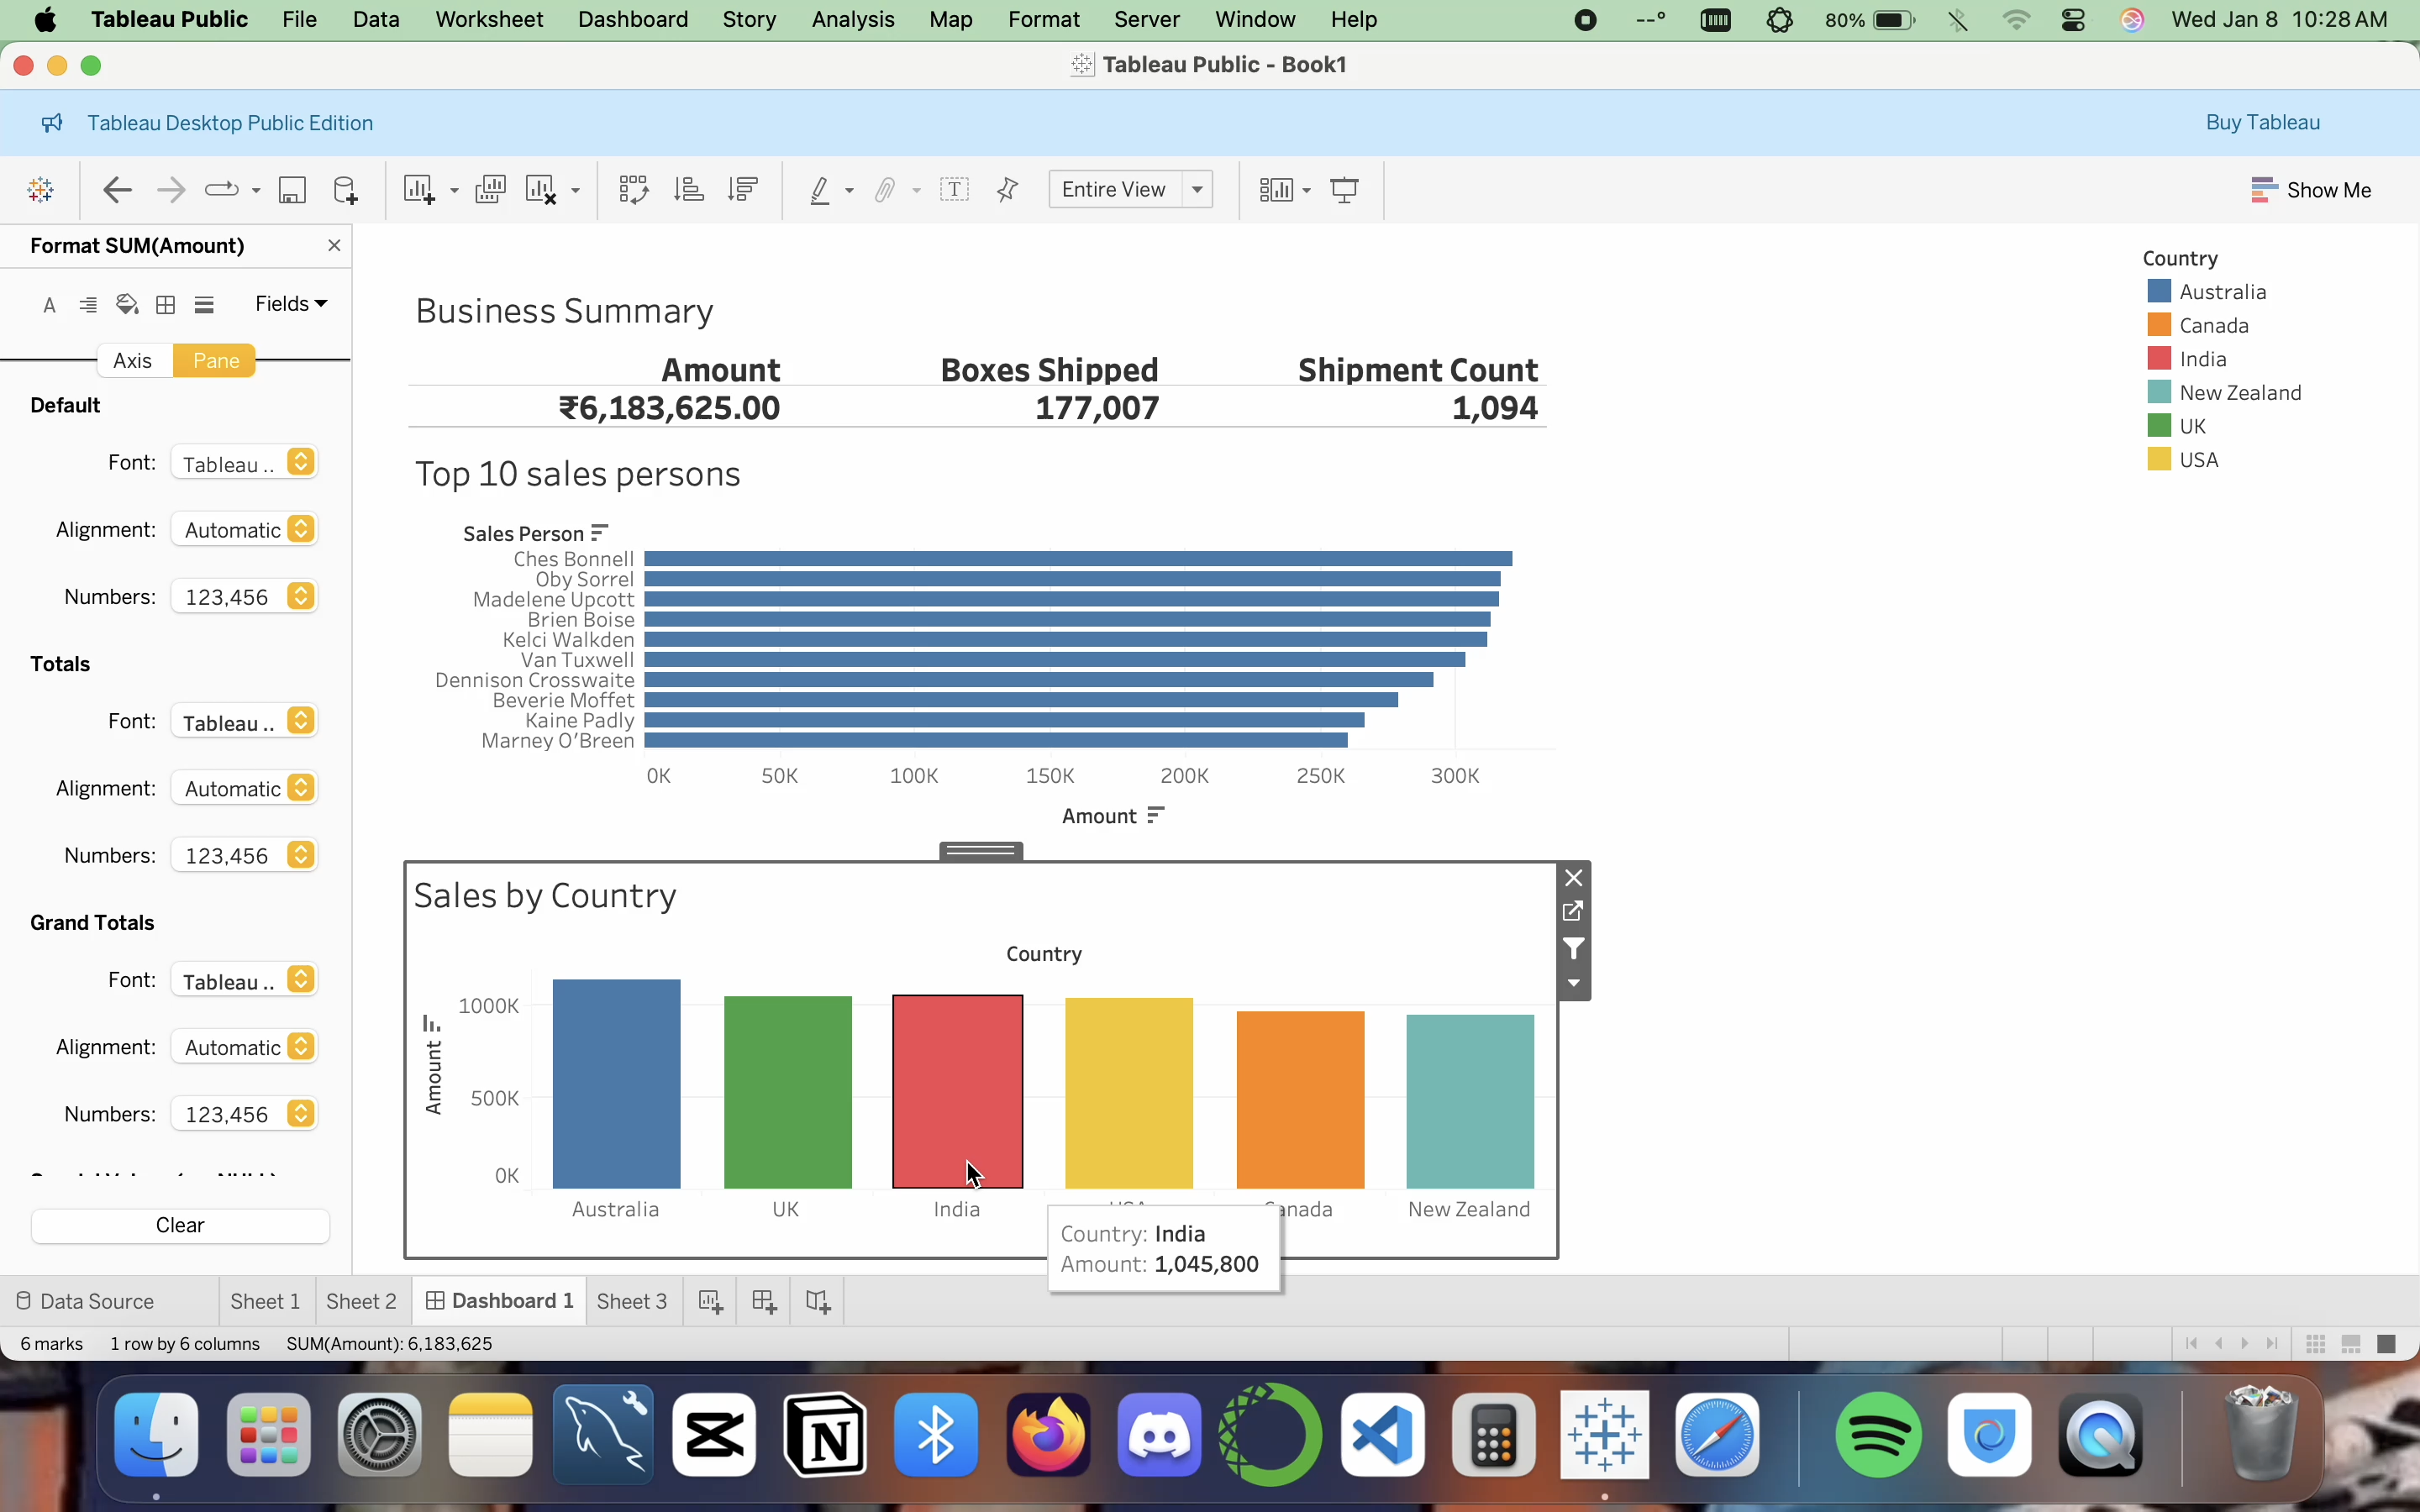 Tableau Public File Data Worksheet Dashboard Story Analysis Map Format Server Window Help --° 80% Wed Jan 8 10:28 AM
Tableau Public - Book1
Tableau Desktop Public Edition Buy Tableau
Entire View Show Me
Format SUM(Amount)
Fields
Axis Pane
Default
Font: Tableau ..
Alignment: Automatic
Numbers: 123,456
Totals
Font: Tableau ..
Alignment: Automatic
Numbers: 123,456
Grand Totals
Font: Tableau ..
Alignment: Automatic
Numbers: 123,456
Clear
Business Summary
Amount Boxes Shipped Shipment Count
₹6,183,625.00 177,007 1,094
Top 10 sales persons
Sales Person
Ches Bonnell
Oby Sorrel
Madelene Upcott
Brien Boise
Kelci Walkden
Van Tuxwell
Dennison Crosswaite
Beverie Moffet
Kaine Padly
Marney O'Breen
0K 50K 100K 150K 200K 250K 300K
Amount
Sales by Country
Country
1000K
500K
0K
Amount
Australia UK India Canada New Zealand
Country: India
Amount: 1,045,800
Country
Australia
Canada
India
New Zealand
UK
USA
Data Source Sheet 1 Sheet 2 Dashboard 1 Sheet 3
6 marks 1 row by 6 columns SUM(Amount): 6,183,625